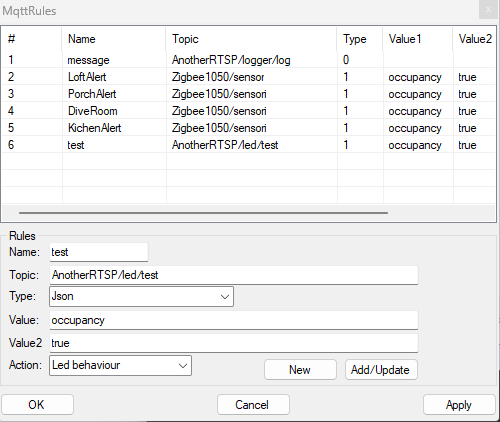 MqttRules
x
# Name Topic Type Value1 Value2
1 message AnotherRTSP/logger/log 0
2 LoftAlert Zigbee1050/sensor 1 occupancy true
3 PorchAlert Zigbee1050/sensori 1 occupancy true
4 DiveRoom Zigbee1050/sensori 1 occupancy true
5 KichenAlert Zigbee1050/sensori 1 occupancy true
6 test AnotherRTSP/led/test 1 occupancy true
Rules
Name: test
Topic: AnotherRTSP/led/test
Type: Json
Value: occupancy
Value2 true
Action: Led behaviour New Add/Update
OK Cancel Apply